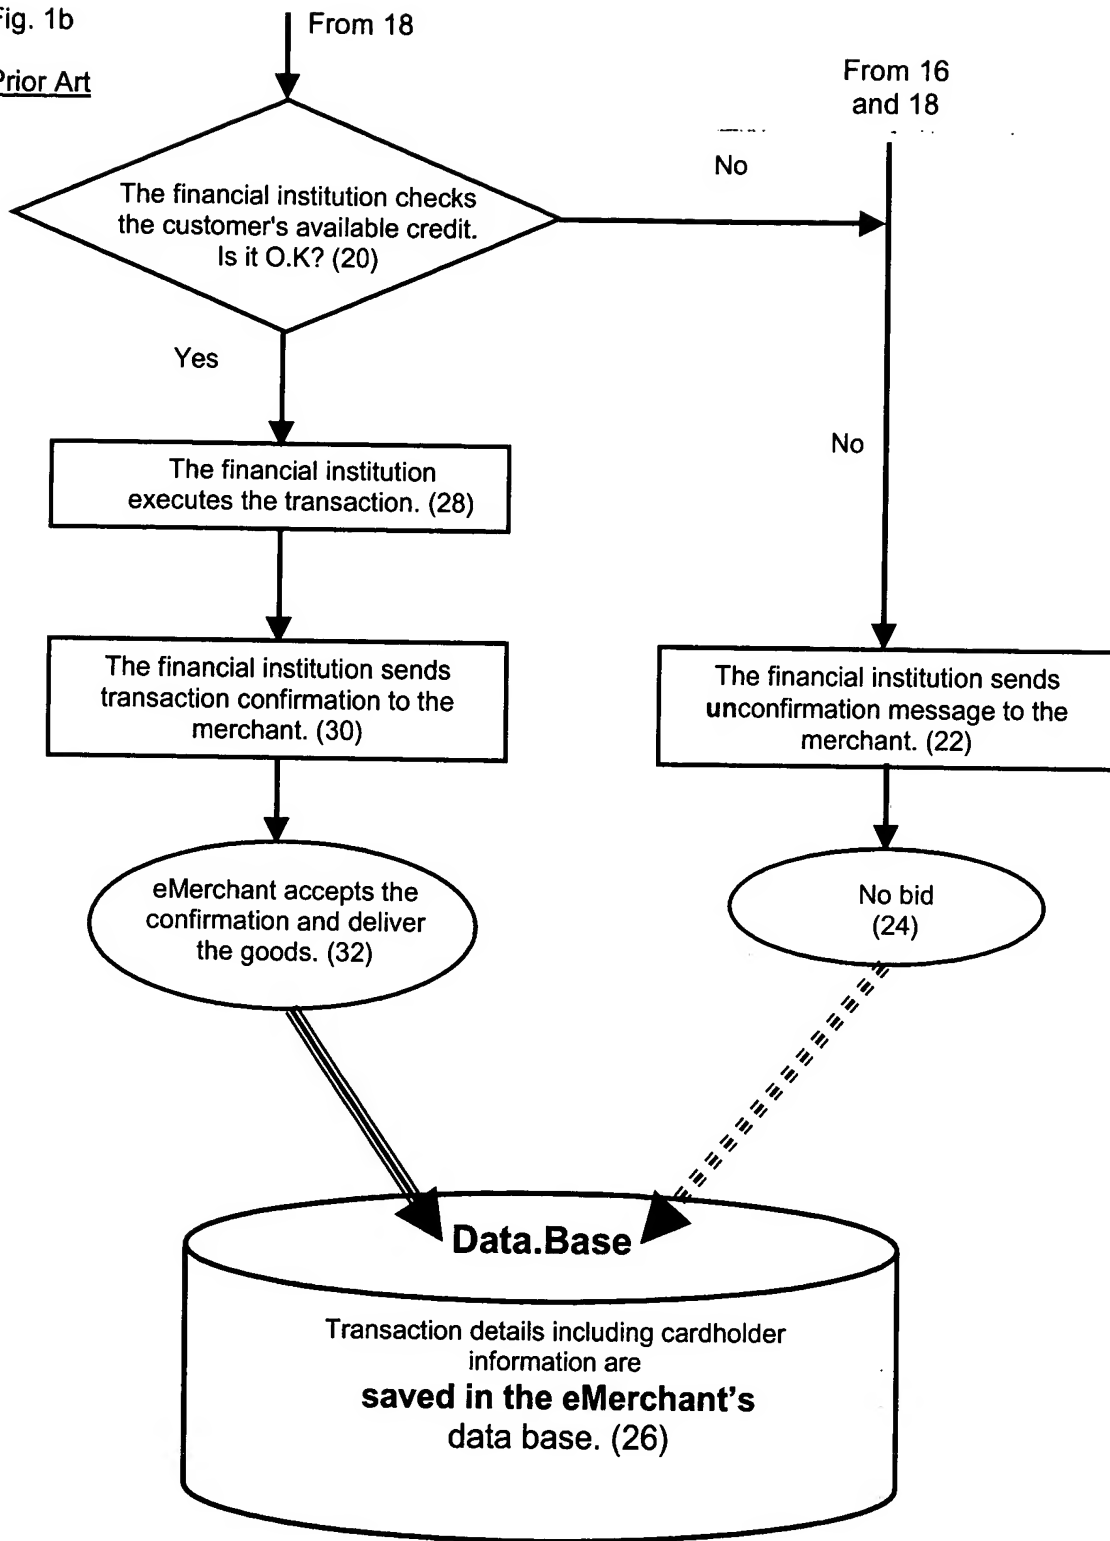 Fig. 1b
From 18
Prior Art
From 16
and 18
No
The financial institution checks
the customer's available credit.
Is it O.K? (20)
Yes
No
The financial institution
executes the transaction. (28)
The financial institution sends
transaction confirmation to the
merchant. (30)
The financial institution sends
unconfirmation message to the
merchant. (22)
eMerchant accepts the
confirmation and deliver
the goods. (32)
No bid
(24)
Data.Base
Transaction details including cardholder
information are
saved in the eMerchant's
data base. (26)